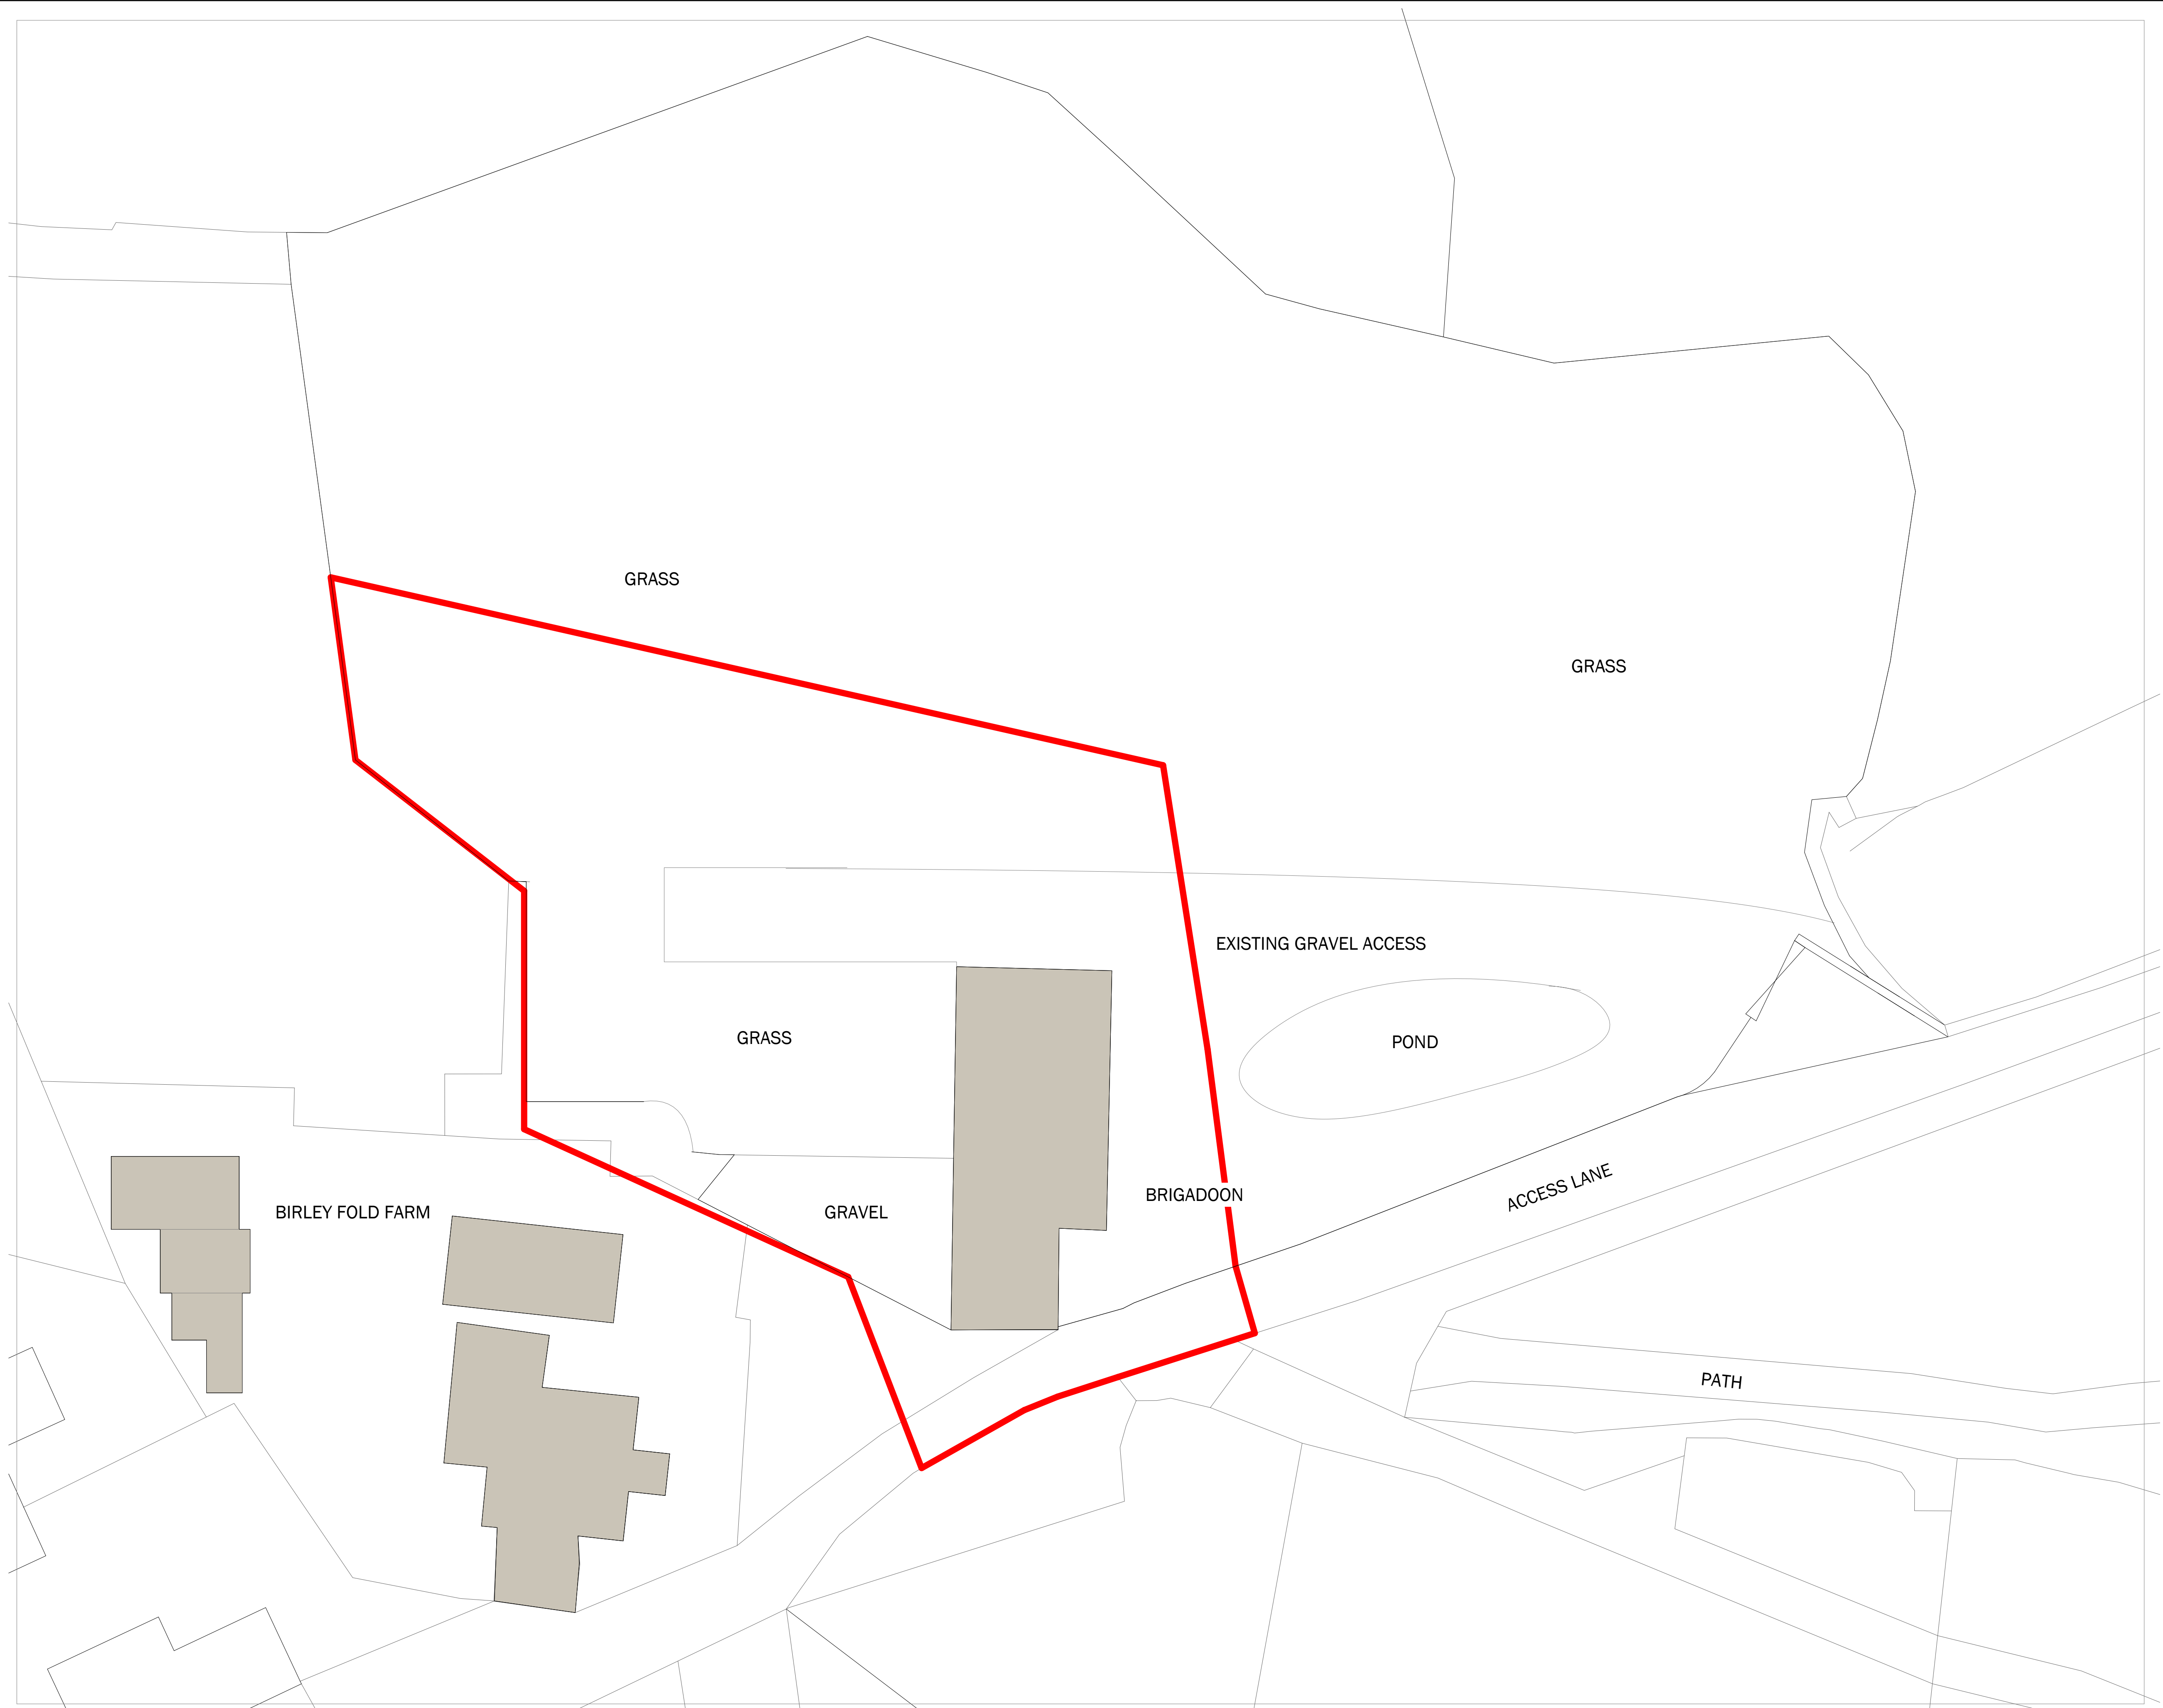 GRASS
GRASS
EXISTING GRAVEL ACCESS
GRASS
POND
ACCESS LANE
BRIGADOON
BIRLEY FOLD FARM
GRAVEL
PATH